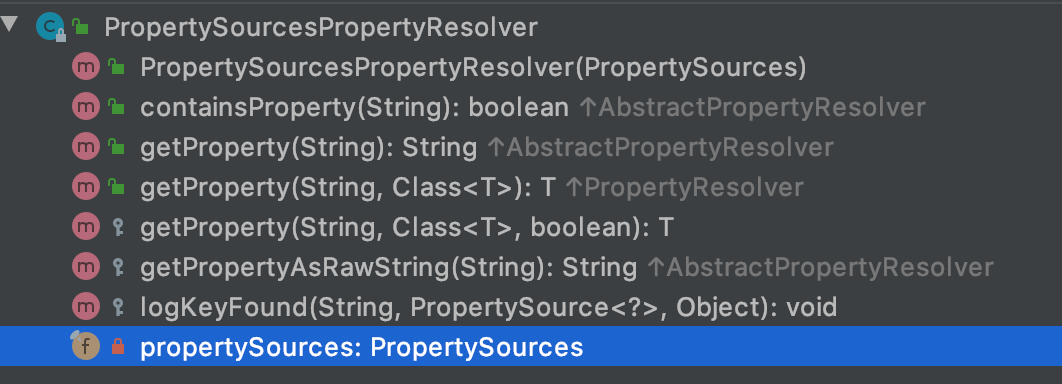 PropertySourcesPropertyResolver
PropertySourcesPropertyResolver(PropertySources)
containsProperty(String): boolean ↑AbstractPropertyResolver
getProperty(String): String ↑AbstractPropertyResolver
getProperty(String, Class<T>): T ↑PropertyResolver
getProperty(String, Class<T>, boolean): T
getPropertyAsRawString(String): String ↑AbstractPropertyResolver
logKeyFound(String, PropertySource<?>, Object): void
propertySources: PropertySources